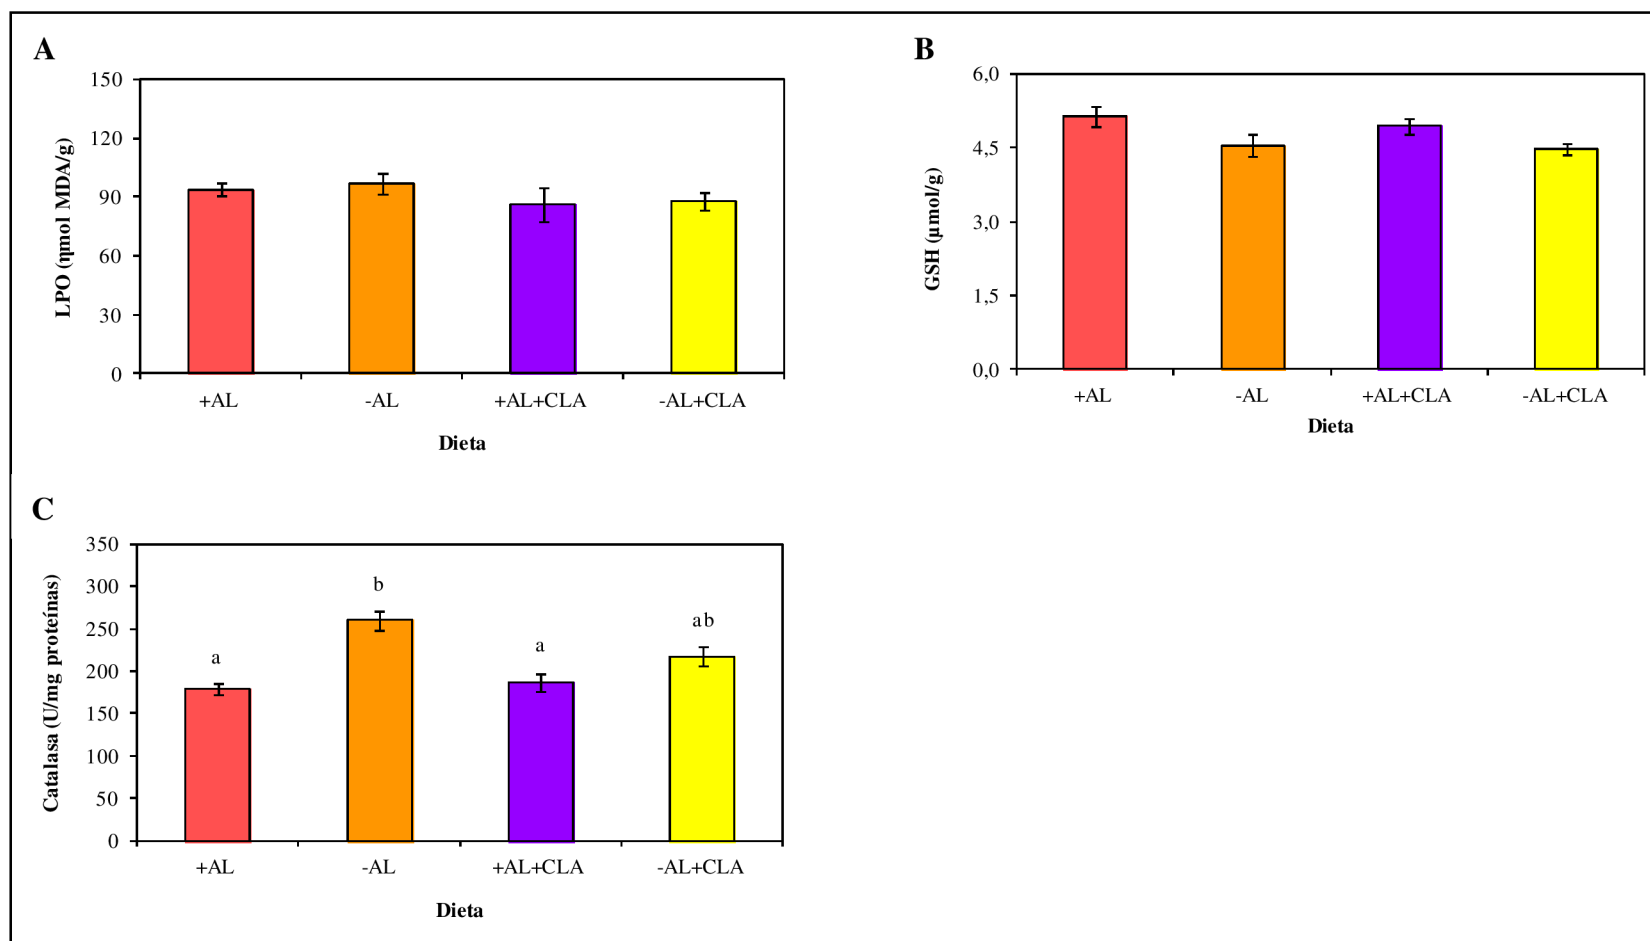 A
150
120
90
60
30
0
LPO (ηmol MDA/g)
+AL
-AL
+AL+CLA
-AL+CLA
Dieta
B
6,0
4,5
3,0
1,5
0,0
GSH (µmol/g)
+AL
-AL
+AL+CLA
-AL+CLA
Dieta
C
350
300
250
200
150
100
50
0
Catalasa (U/mg proteínas)
a
b
a
ab
+AL
-AL
+AL+CLA
-AL+CLA
Dieta